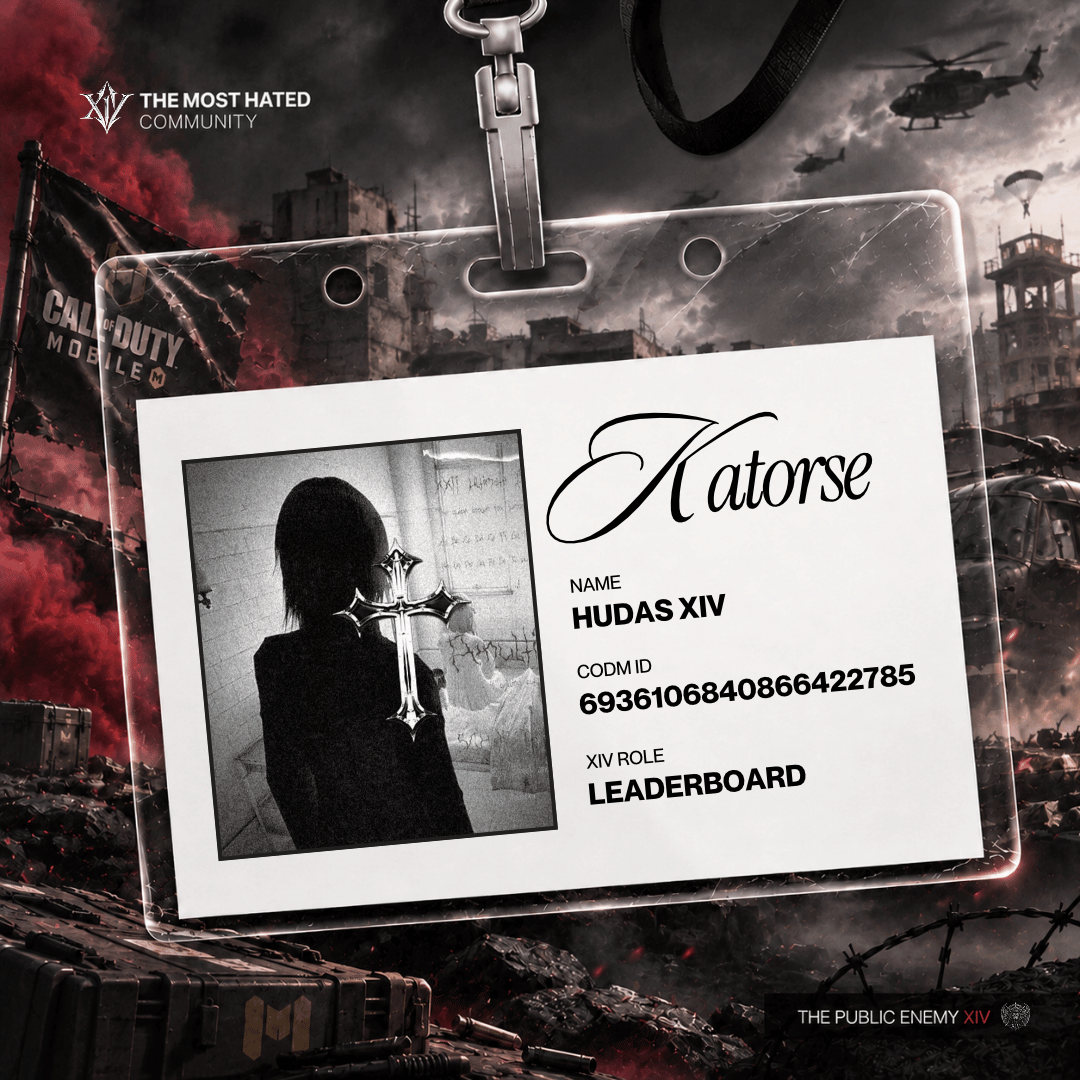 XIV
THE MOST HATED
COMMUNITY
CALL OF DUTY
MOBILE
Katorse
NAME
HUDAS XIV
CODM ID
6936106840866422785
XIV ROLE
LEADERBOARD
THE PUBLIC ENEMY XIV